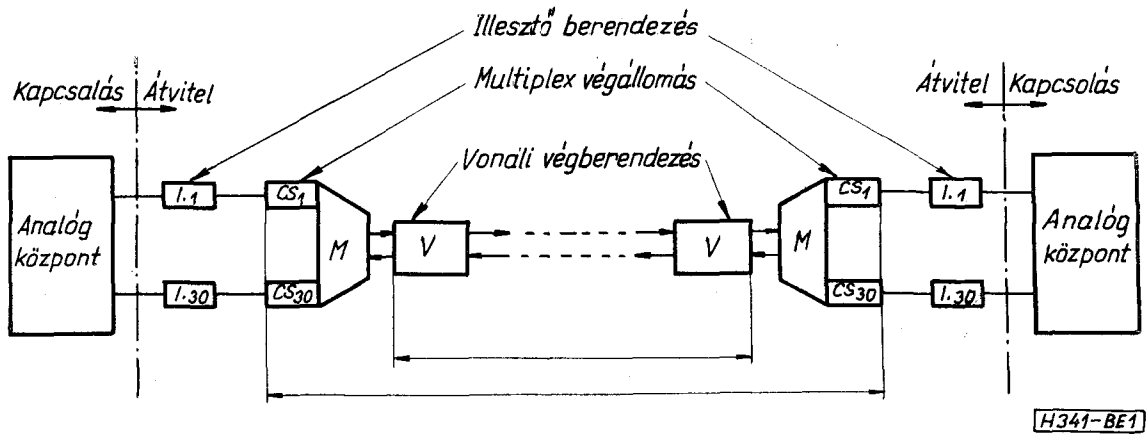 Illesztő berendezés
Kapcsalás Átvitel
Multiplex végállomás
Átvitel Kapcsolás
Vonali végberendezés
I.1
CS1
CS1
I.1
Analóg
központ
M
V
V
M
Analóg
központ
I.30
CS30
CS30
I.30
H341-BE1